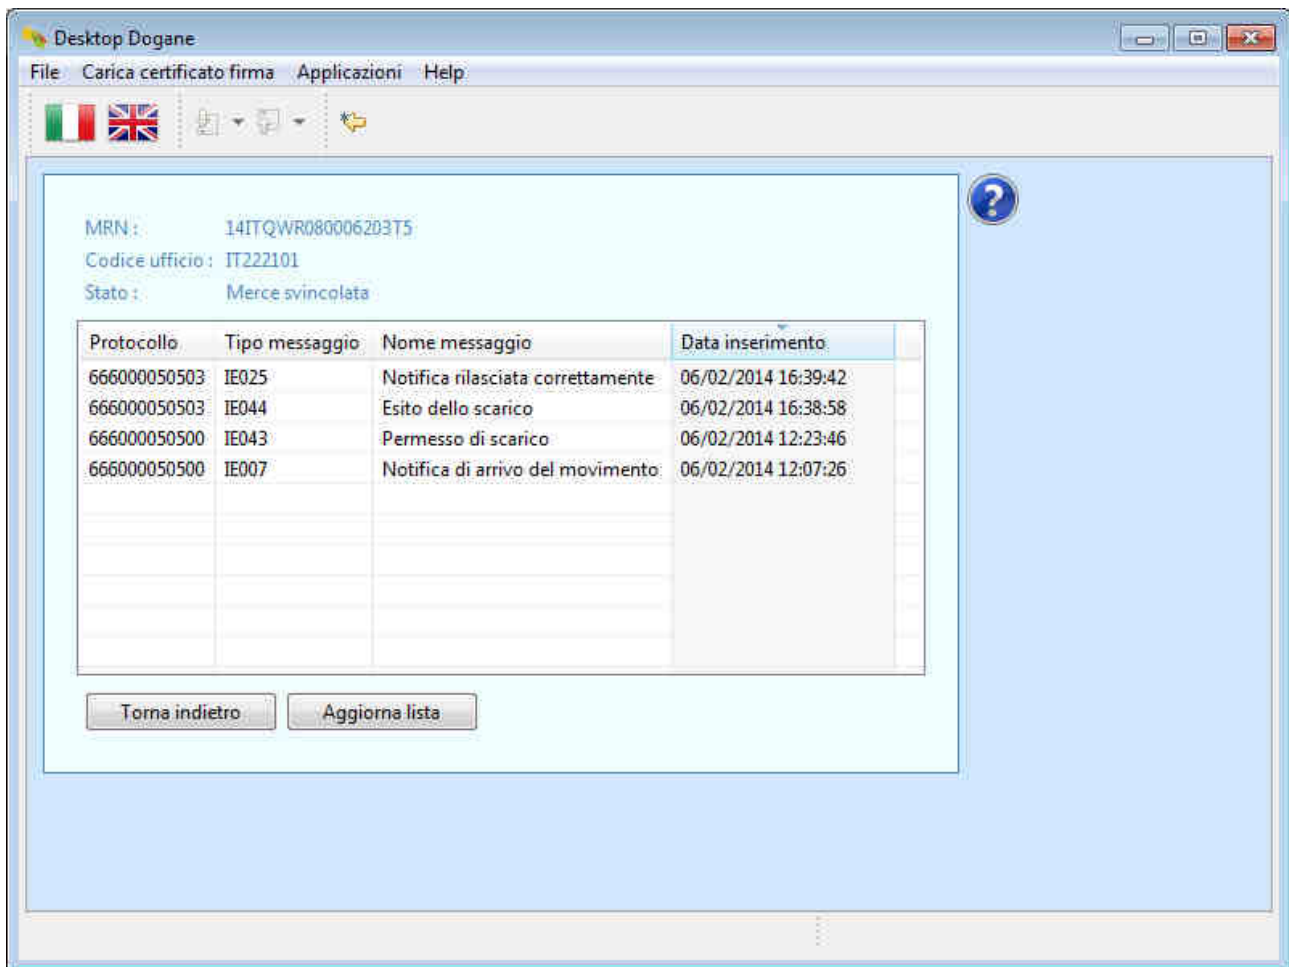 Desktop Dogane
File Carica certificato firma Applicazioni Help
MRN : 14ITQWR080006203T5
Codice ufficio : IT222101
Stato : Merce svincolata
Protocollo Tipo messaggio Nome messaggio Data inserimento
666000050503 IE025 Notifica rilasciata correttamente 06/02/2014 16:39:42
666000050503 IE044 Esito dello scarico 06/02/2014 16:38:58
666000050500 IE043 Permesso di scarico 06/02/2014 12:23:46
666000050500 IE007 Notifica di arrivo del movimento 06/02/2014 12:07:26
Torna indietro Aggiorna lista